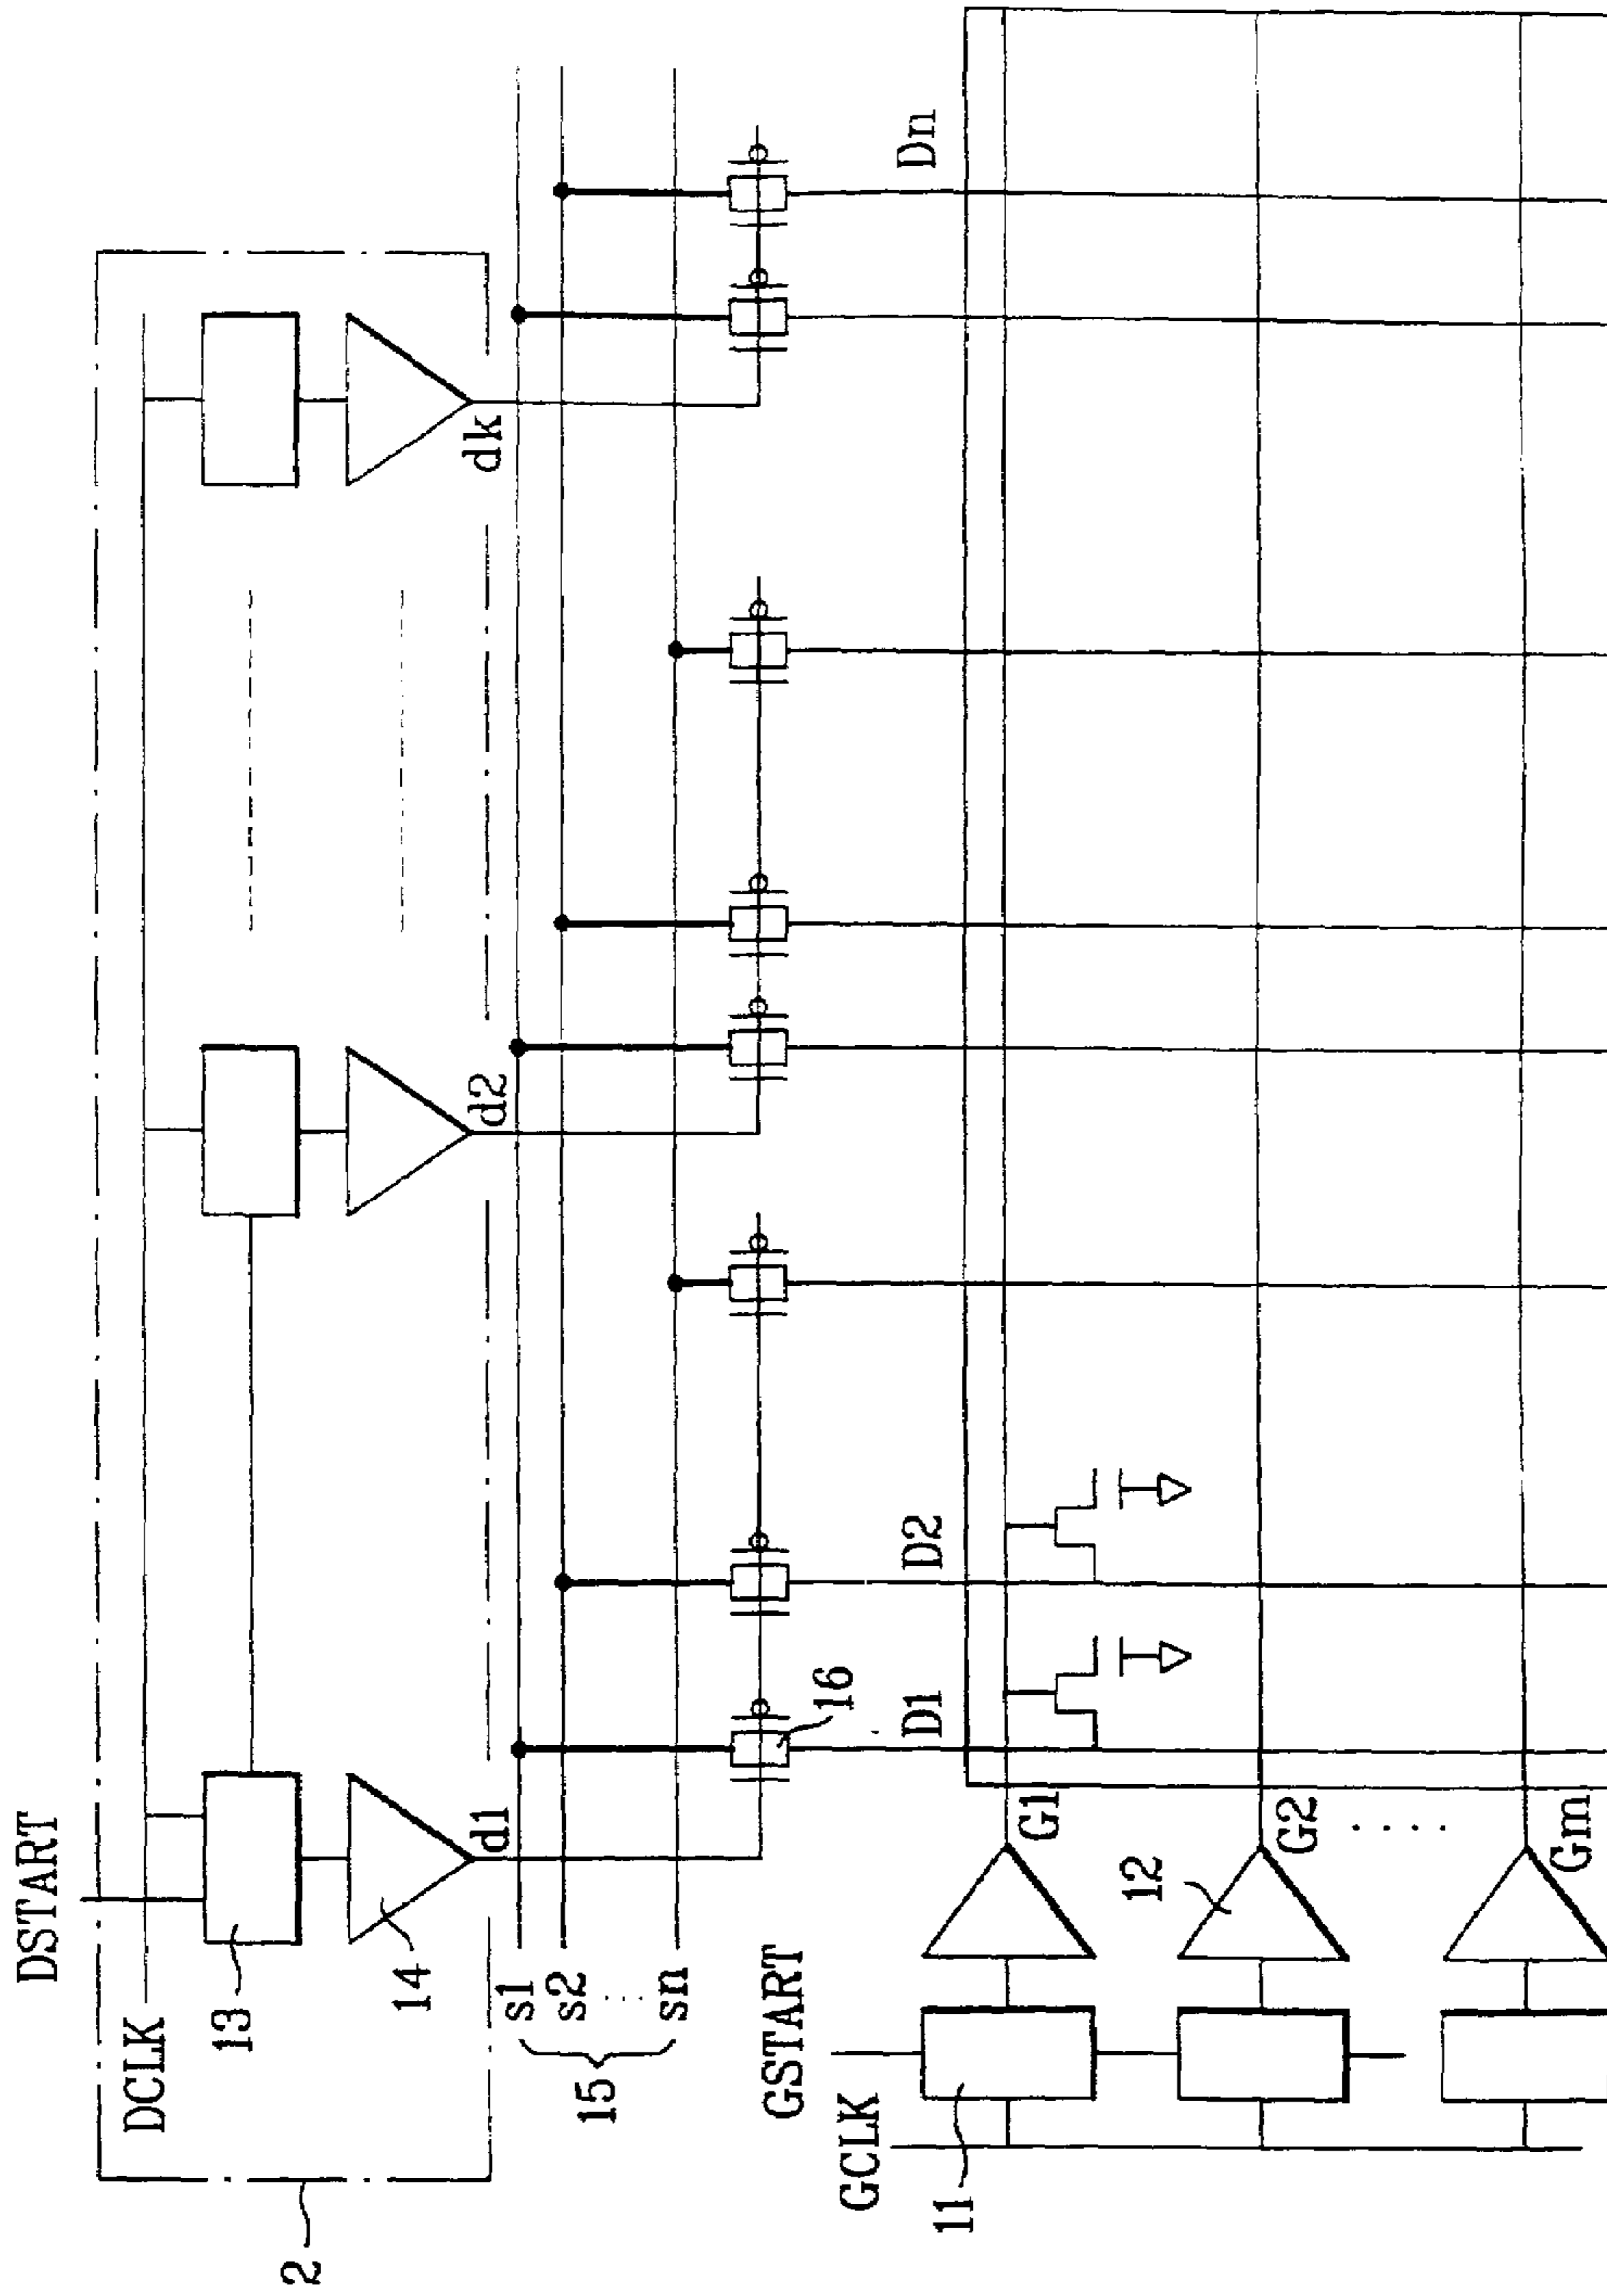 DSTART
DCLK
13
14
2
d1
d2
dk
s1
s2
....
sn
15
16
D1
D2
Dn
GSTART
GCLK
11
12
G1
G2
....
Gm